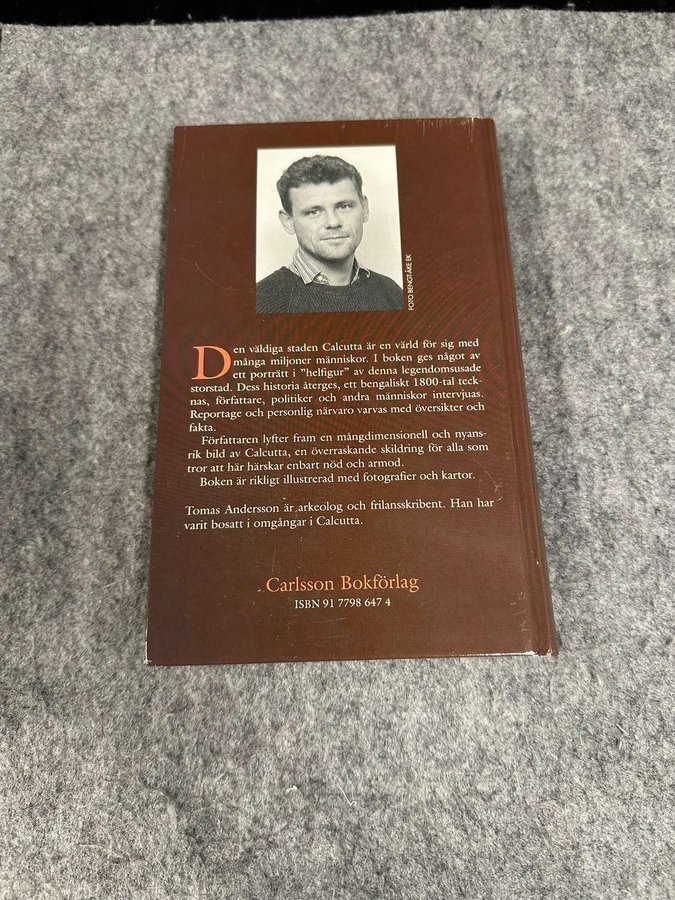 FOTO BENGT-ÅKE EK
Den väldiga staden Calcutta är en värld för sig med
många miljoner människor. I boken ges något av
ett porträtt i ”helfigur” av denna legendomsusade
storstad. Dess historia återges, ett bengaliskt 1800-tal teck-
nas, författare, politiker och andra människor intervjuas.
Reportage och personlig närvaro varvas med översikter och
fakta.
Författaren lyfter fram en mångdimensionell och nyans-
rik bild av Calcutta, en överraskande skildring för alla som
tror att här härskar enbart nöd och armod.
Boken är rikligt illustrerad med fotografier och kartor.
Tomas Andersson är arkeolog och frilansskribent. Han har
varit bosatt i omgångar i Calcutta.
Carlsson Bokförlag
ISBN 91 7798 647 4